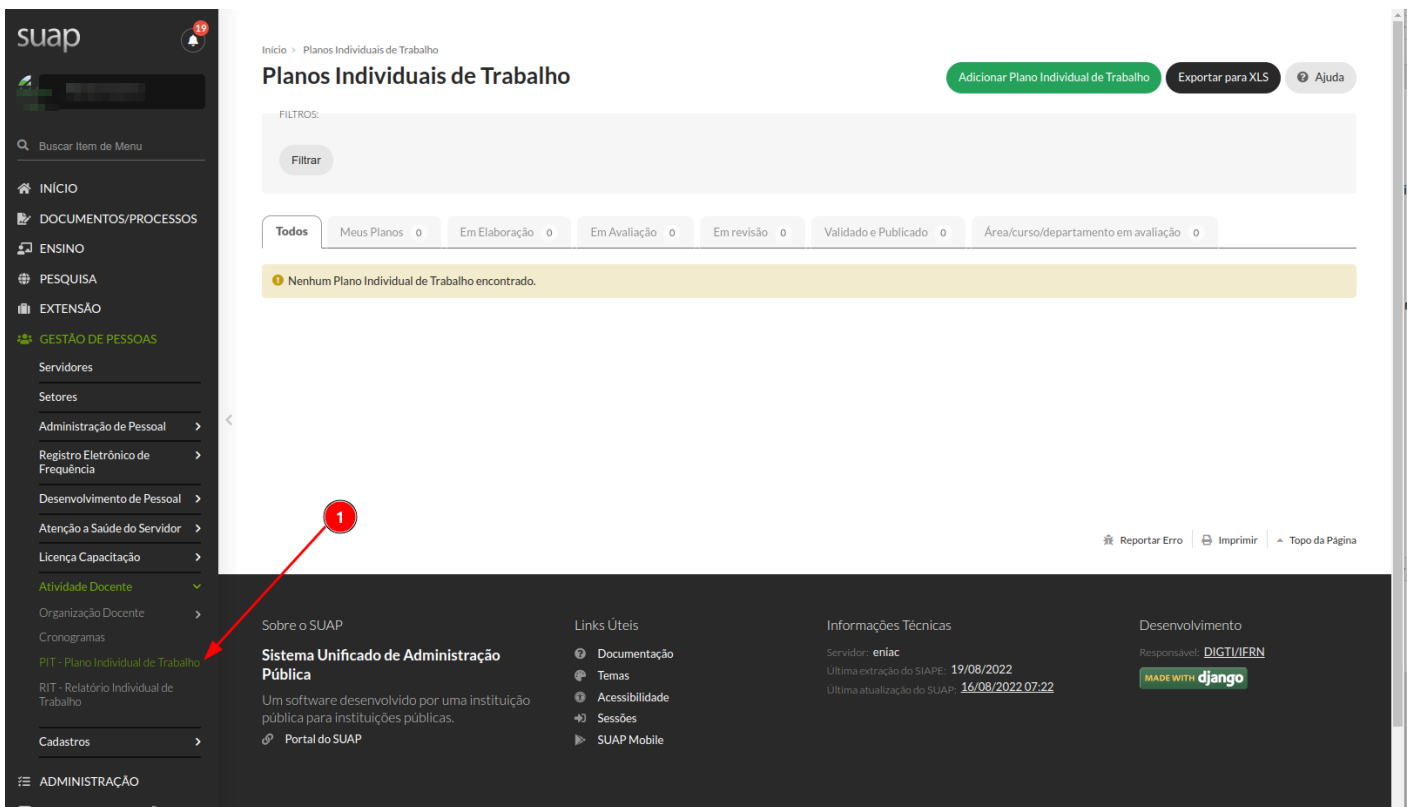 suap
19
Buscar Item de Menu
INÍCIO
DOCUMENTOS/PROCESSOS
ENSINO
PESQUISA
EXTENSÃO
GESTÃO DE PESSOAS
Servidores
Setores
Administração de Pessoal
Registro Eletrônico de
Frequência
Desenvolvimento de Pessoal
Atenção a Saúde do Servidor
Licença Capacitação
Atividade Docente
Organização Docente
Cronogramas
PIT - Plano Individual de Trabalho
RIT - Relatório Individual de
Trabalho
Cadastros
ADMINISTRAÇÃO
1
Início > Planos Individuais de Trabalho
Planos Individuais de Trabalho
Adicionar Plano Individual de Trabalho
Exportar para XLS
Ajuda
FILTROS:
Filtrar
Todos
Meus Planos 0
Em Elaboração 0
Em Avaliação 0
Em revisão 0
Validado e Publicado 0
Área/curso/departamento em avaliação 0
Nenhum Plano Individual de Trabalho encontrado.
Reportar Erro
Imprimir
Topo da Página
Sobre o SUAP
Sistema Unificado de Administração
Pública
Um software desenvolvido por uma instituição
pública para instituições públicas.
Portal do SUAP
Links Úteis
Documentação
Temas
Acessibilidade
Sessões
SUAP Mobile
Informações Técnicas
Servidor: eniac
Última extração do SIAPE: 19/08/2022
Última atualização do SUAP: 16/08/2022 07:22
Desenvolvimento
Responsável: DIGTI/IFRN
MADE WITH django